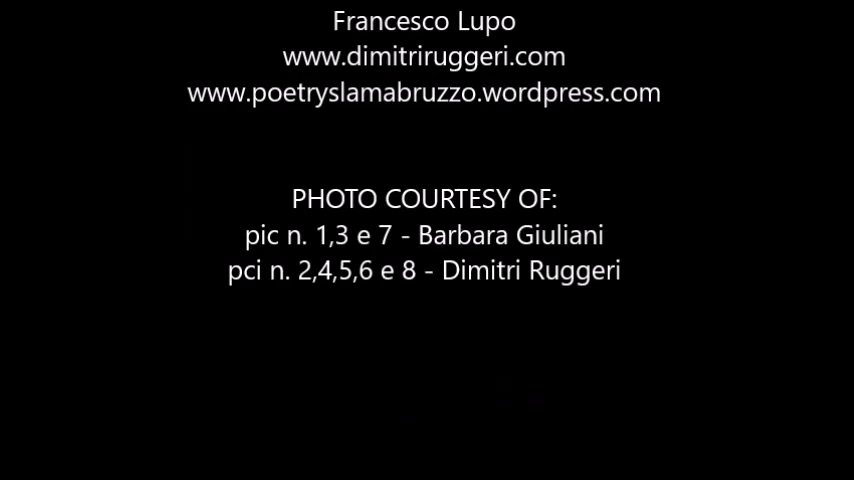 Francesco Lupo
www.dimitriruggeri.com
www.poetryslamabruzzo.wordpress.com
PHOTO COURTESY OF:
pic n. 1,3 e 7 - Barbara Giuliani
pci n. 2,4,5,6 e 8 - Dimitri Ruggeri